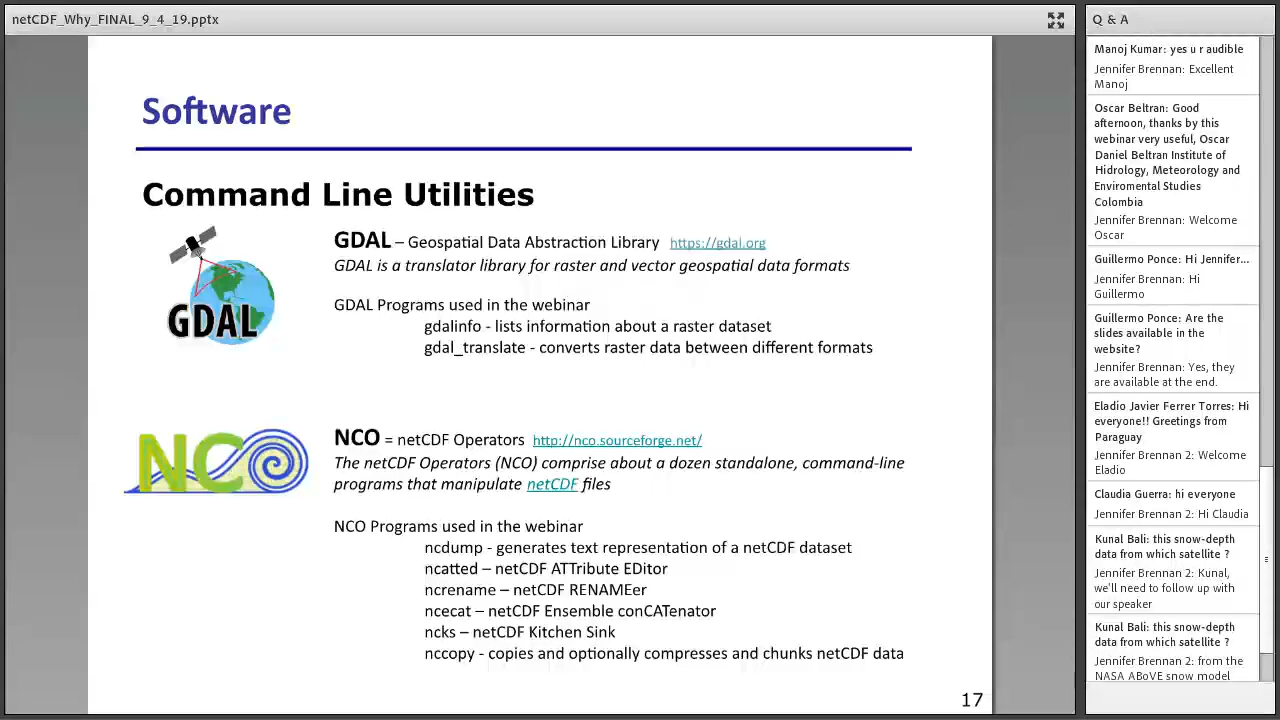 netCDF_Why_FINAL_9_4_19.pptx
Software
Command Line Utilities
GDAL
GDAL – Geospatial Data Abstraction Library https://gdal.org
GDAL is a translator library for raster and vector geospatial data formats
GDAL Programs used in the webinar
gdalinfo - lists information about a raster dataset
gdal_translate - converts raster data between different formats
NCO
NCO = netCDF Operators http://nco.sourceforge.net/
The netCDF Operators (NCO) comprise about a dozen standalone, command-line
programs that manipulate netCDF files
NCO Programs used in the webinar
ncdump - generates text representation of a netCDF dataset
ncatted – netCDF ATTribute EDitor
ncrename – netCDF RENAMEer
ncecat – netCDF Ensemble conCATenator
ncks – netCDF Kitchen Sink
nccopy - copies and optionally compresses and chunks netCDF data
17
Q & A
Manoj Kumar: yes u r audible
Jennifer Brennan: Excellent
Manoj
Oscar Beltran: Good
afternoon, thanks by this
webinar very useful, Oscar
Daniel Beltran Institute of
Hidrology, Meteorology and
Enviromental Studies
Colombia
Jennifer Brennan: Welcome
Oscar
Guillermo Ponce: Hi Jennifer...
Jennifer Brennan: Hi
Guillermo
Guillermo Ponce: Are the
slides available in the
website?
Jennifer Brennan: Yes, they
are available at the end.
Eladio Javier Ferrer Torres: Hi
everyone!! Greetings from
Paraguay
Jennifer Brennan 2: Welcome
Eladio
Claudia Guerra: hi everyone
Jennifer Brennan 2: Hi Claudia
Kunal Bali: this snow-depth
data from which satellite ?
Jennifer Brennan 2: Kunal,
we'll need to follow up with
our speaker
Kunal Bali: this snow-depth
data from which satellite ?
Jennifer Brennan 2: from the
NASA ABoVE snow model